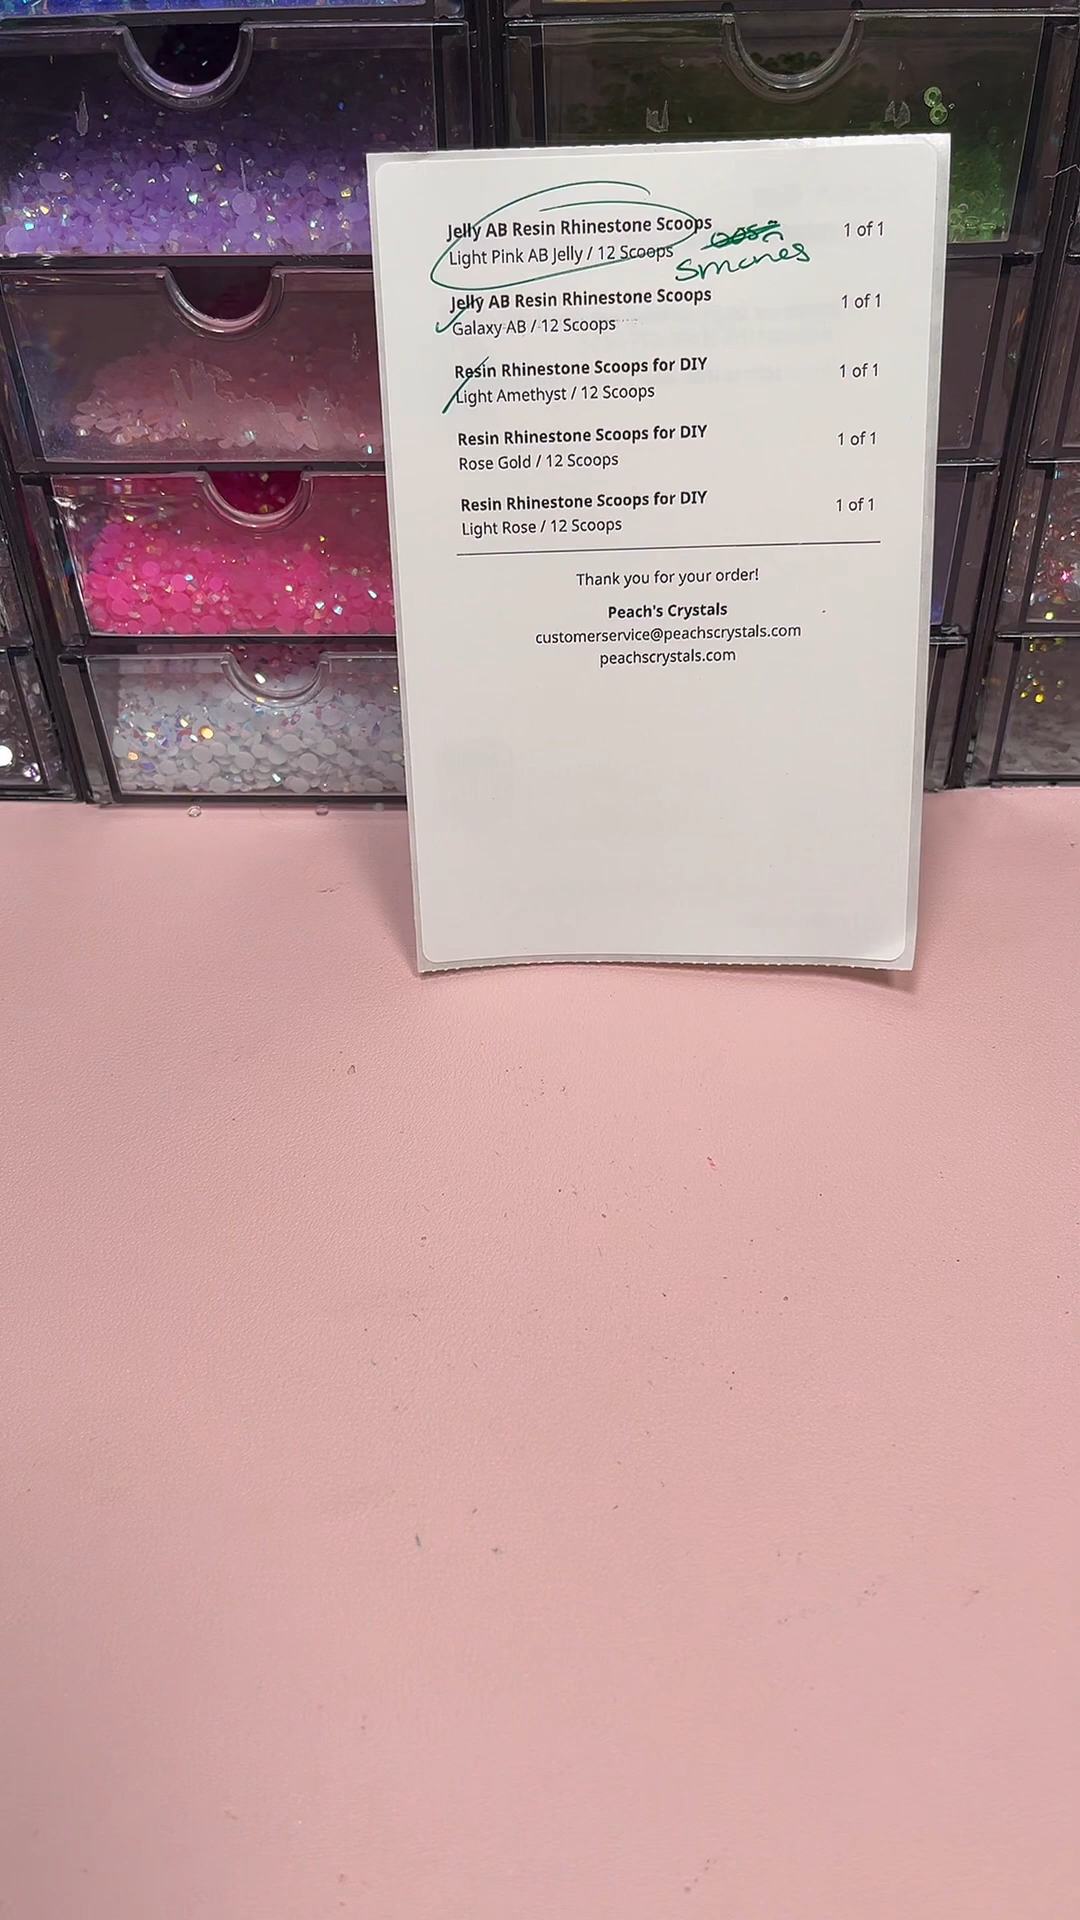 Jelly AB Resin Rhinestone Scoops 1 of 1
Light Pink AB Jelly / 12 Scoops
Jelly AB Resin Rhinestone Scoops 1 of 1
Galaxy AB / 12 Scoops
Resin Rhinestone Scoops for DIY 1 of 1
Light Amethyst / 12 Scoops
Resin Rhinestone Scoops for DIY 1 of 1
Rose Gold / 12 Scoops
Resin Rhinestone Scoops for DIY 1 of 1
Light Rose / 12 Scoops
Thank you for your order!
Peach's Crystals
customerservice@peachscrystals.com
peachscrystals.com